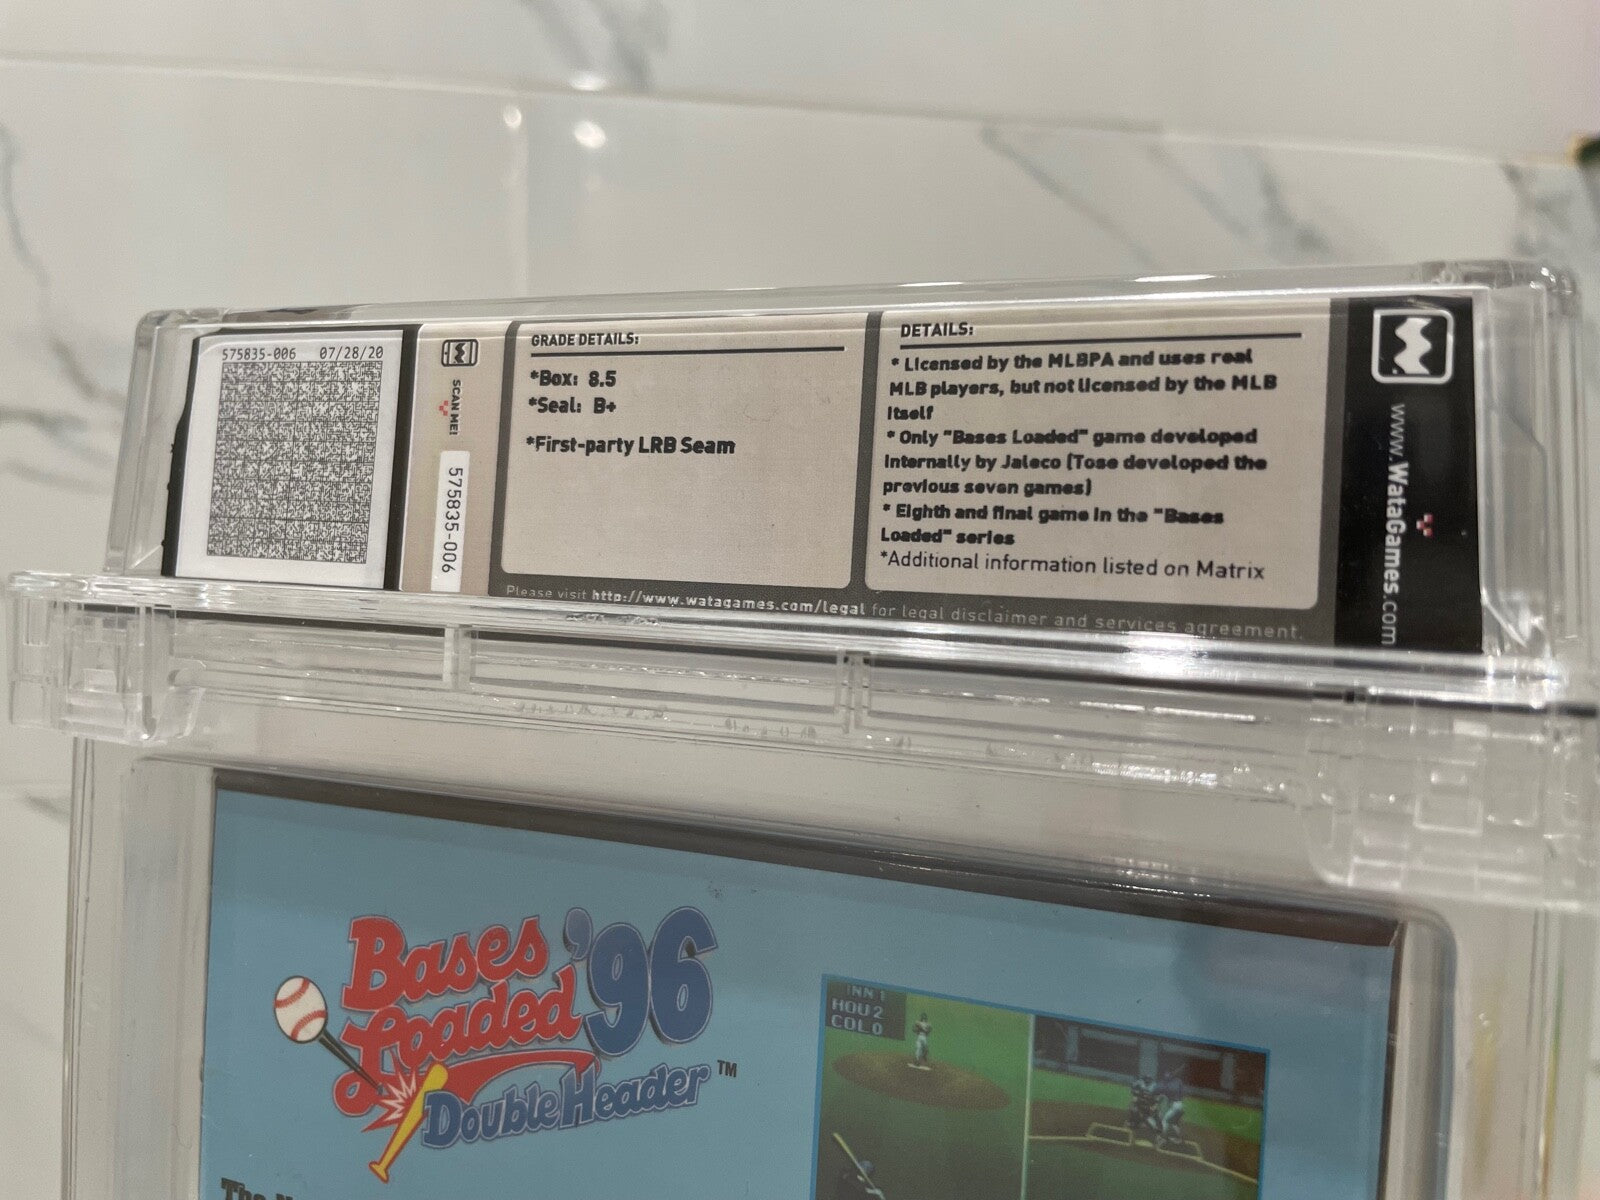 575835-006 07/28/20
SCAN ME!
575835-006
GRADE DETAILS:
*Box: 8.5
*Seal: B+
*First-party LRB Seam
DETAILS:
* Licensed by the MLBPA and uses real
MLB players, but not licensed by the MLB
itself
* Only "Bases Loaded" game developed
internally by Jaleco (Tose developed the
previous seven games)
* Eighth and final game in the "Bases
Loaded" series
*Additional information listed on Matrix
www.WataGames.com
Please visit http://www.watagames.com/legal for legal disclaimer and services agreement.
Bases
Loaded '96
DoubleHeader ™
INN 1
HOU 2
COL 0
The